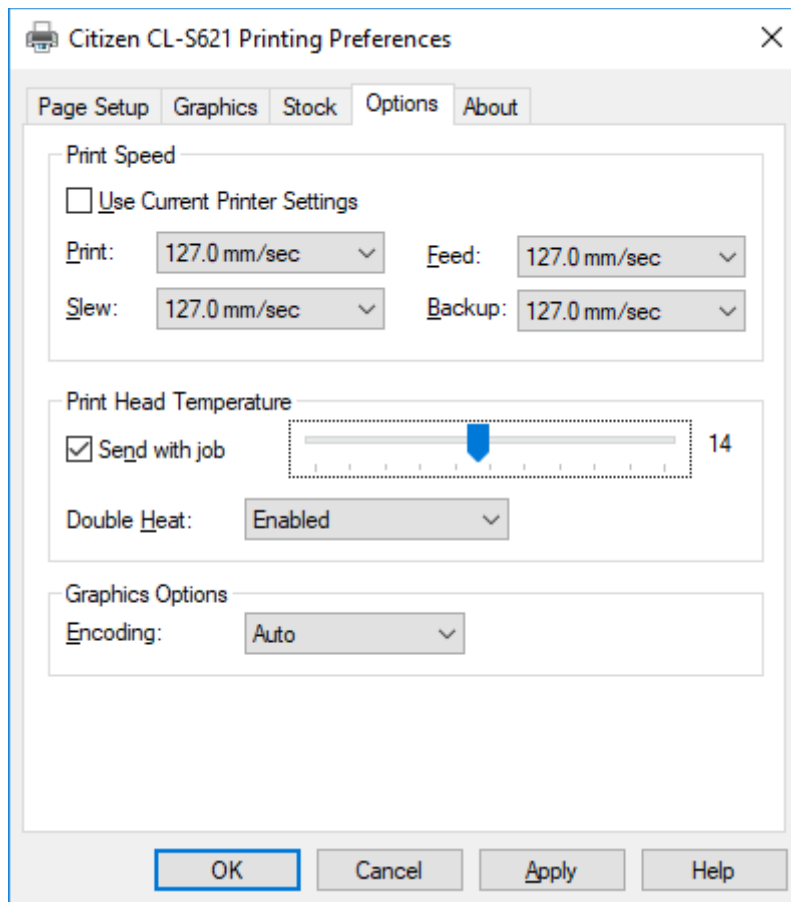 Citizen CL-S621 Printing Preferences
Page Setup Graphics Stock Options About
Print Speed
Use Current Printer Settings
Print: 127.0 mm/sec Feed: 127.0 mm/sec
Slew: 127.0 mm/sec Backup: 127.0 mm/sec
Print Head Temperature
Send with job 14
Double Heat: Enabled
Graphics Options
Encoding: Auto
OK Cancel Apply Help